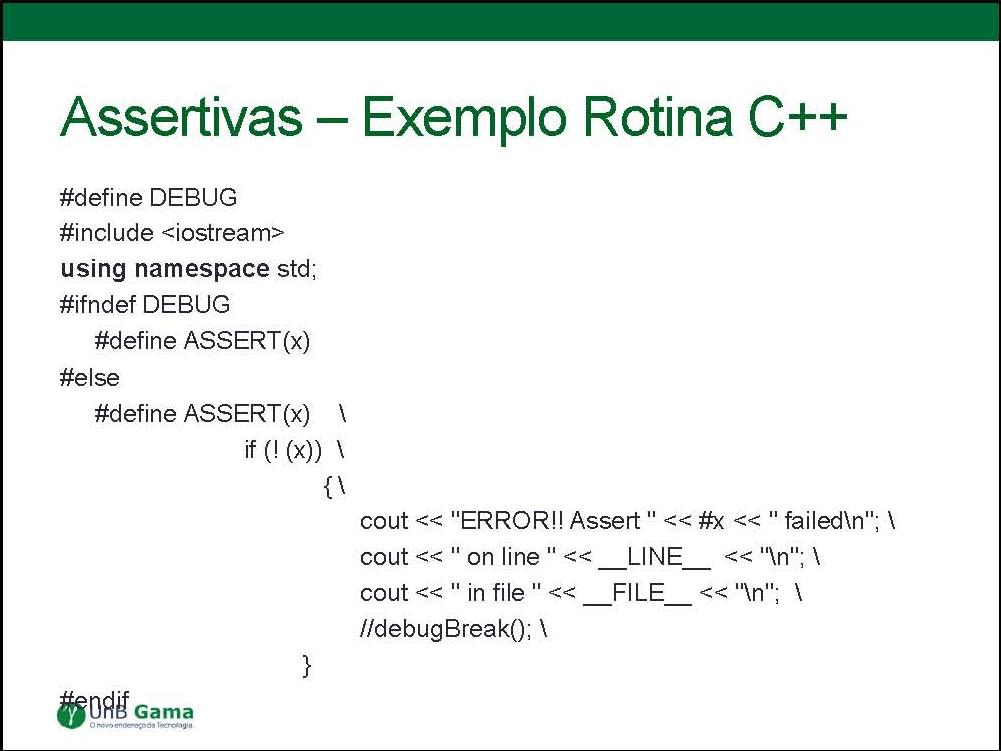 Assertivas – Exemplo Rotina C++
#define DEBUG
#include <iostream>
using namespace std;
#ifndef DEBUG
#define ASSERT(x)
#else
#define ASSERT(x) \
if (! (x)) \
{ \
cout << "ERROR!! Assert " << #x << " failed\n"; \
cout << " on line " << __LINE__ << "\n"; \
cout << " in file " << __FILE__ << "\n"; \
//debugBreak(); \
}
#endif
UnB Gama
O novo endereço da Tecnologia.